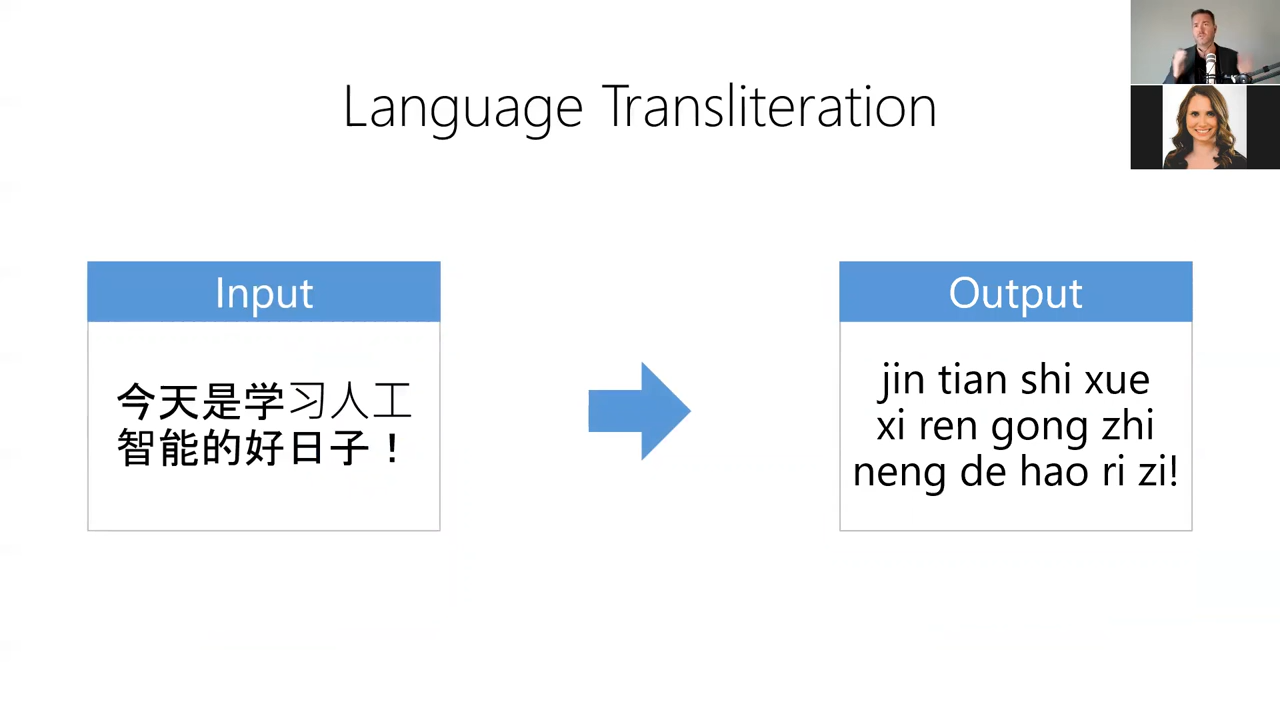 Language Transliteration
Input
今天是学习人工
智能的好日子！
Output
jin tian shi xue
xi ren gong zhi
neng de hao ri zi!